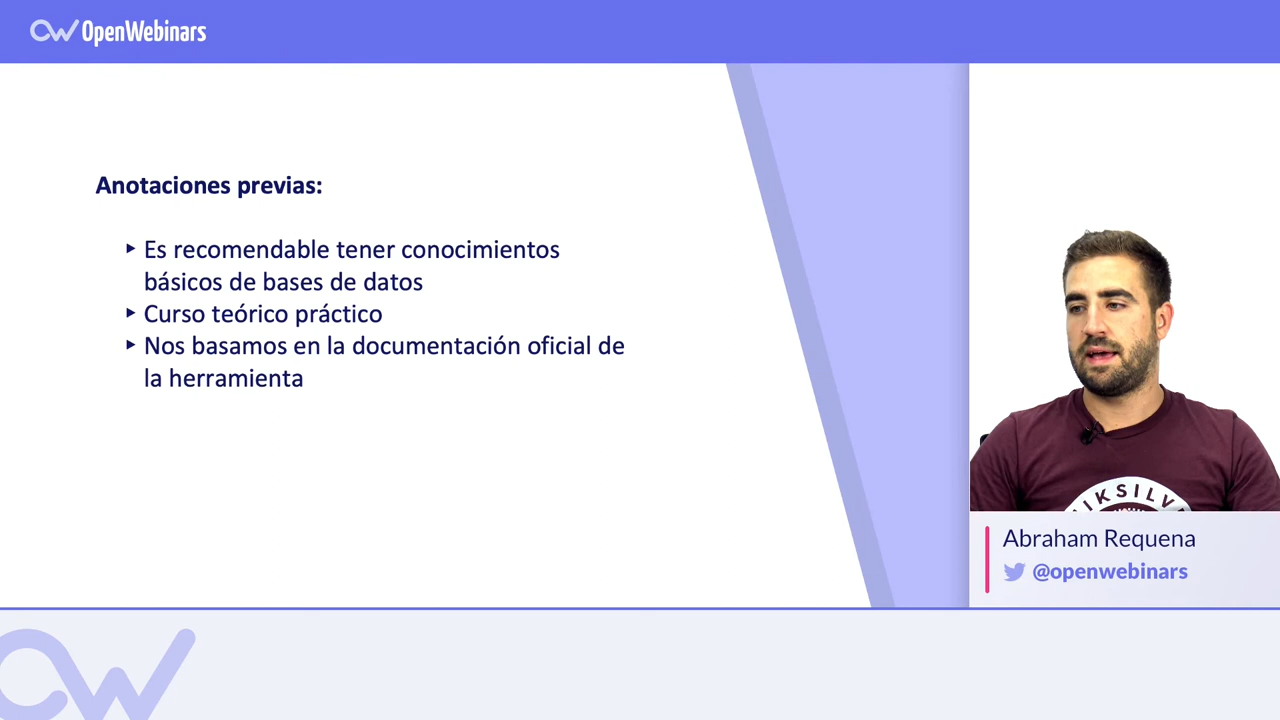 OpenWebinars
Anotaciones previas:
Es recomendable tener conocimientos
básicos de bases de datos
Curso teórico práctico
Nos basamos en la documentación oficial de
la herramienta
IKSILV
Abraham Requena
@openwebinars